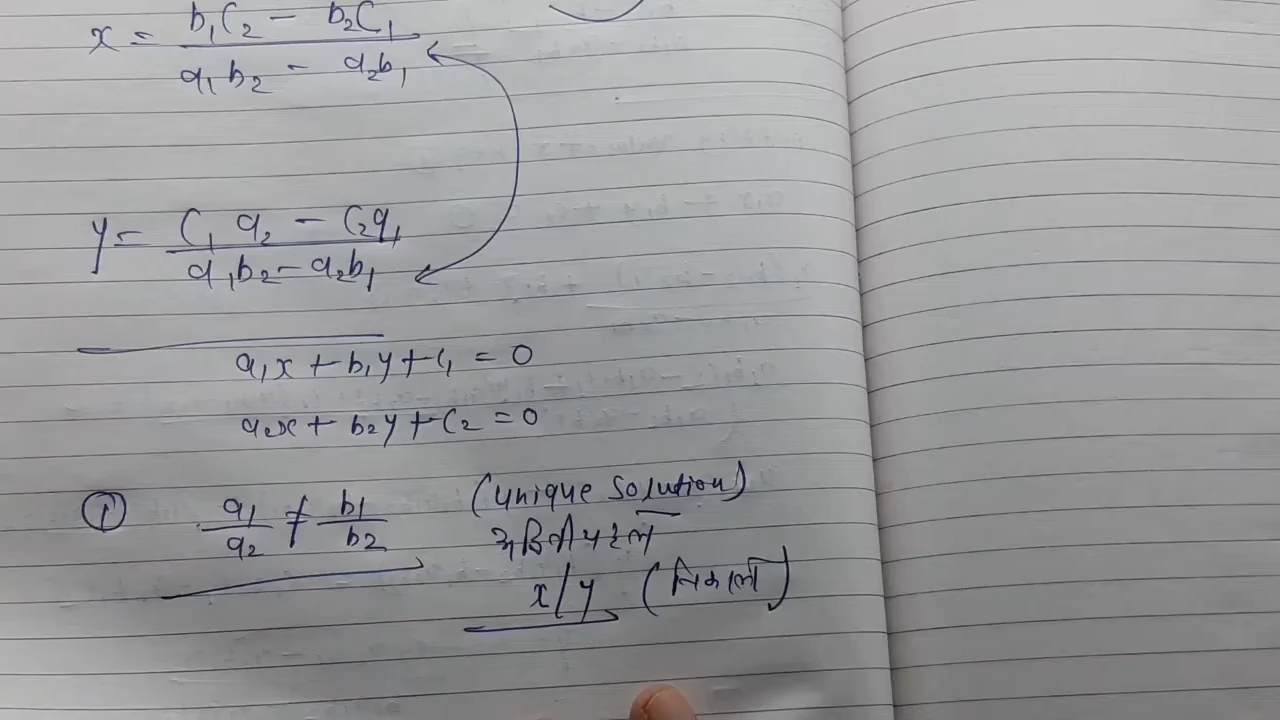 x = b₁C₂ - b₂C₁ / a₁b₂ - a₂b₁
y = C₁a₂ - C₂a₁ / a₁b₂ - a₂b₁
a₁x + b₁y + C₁ = 0
a₂x + b₂y + C₂ = 0
① a₁/a₂ ≠ b₁/b₂ (unique solution)
अद्वितीय हल
x/y (निकालो)